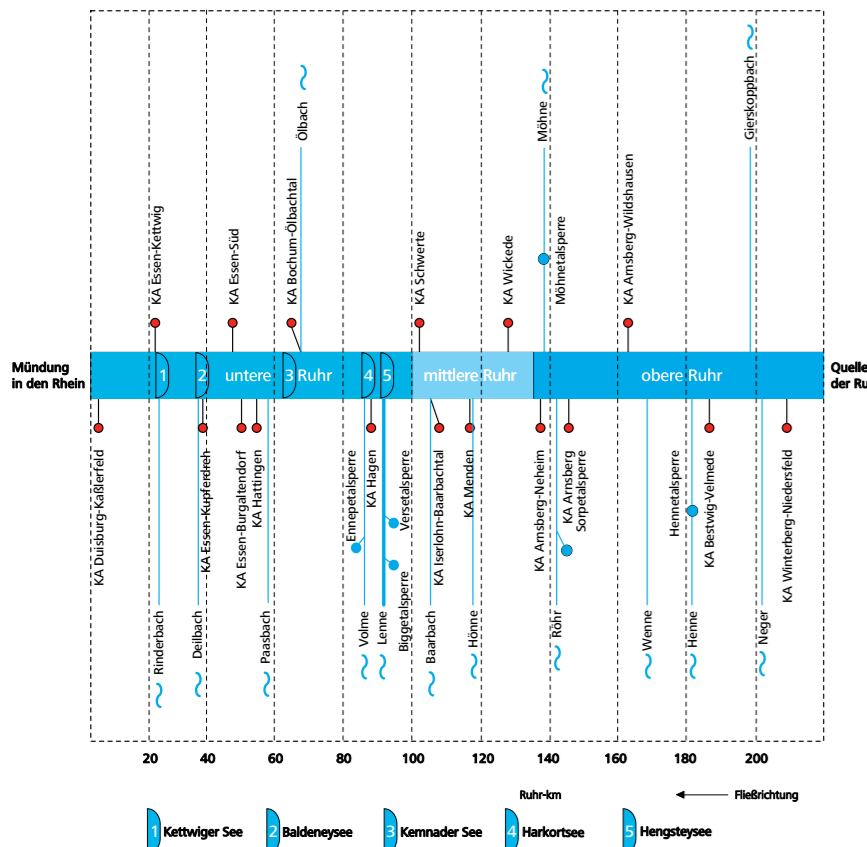 Ölbach
Möhne
Gierskoppbach
KA Essen-Kettwig
KA Essen-Süd
KA Bochum-Ölbachtal
KA Schwerte
KA Wickede
Möhnetalsperre
KA Arnsberg-Wildshausen
Mündung
in den Rhein
1
2
untere
3
Ruhr
4
5
mittlere Ruhr
obere Ruhr
Quelle
der Ru
KA Duisburg-Kaßlerfeld
Rinderbach
Deilbach
KA Essen-Kupferdreh
KA Essen-Burgaltendorf
KA Hattingen
Paasbach
Ennepetalsperre
Volme
KA Hagen
Lenne
Versetalsperre
Biggetalsperre
Baarbach
KA Iserlohn-Baarbachtal
KA Menden
Hönne
KA Arnsberg-Neheim
Röhr
KA Arnsberg
Sorpetalsperre
Wenne
Hennetalsperre
Henne
KA Bestwig-Velmede
Neger
KA Winterberg-Niedersfeld
20 40 60 80 100 120 140 160 180 200
Ruhr-km
Fließrichtung
1 Kettwiger See
2 Baldeneysee
3 Kemnader See
4 Harkortsee
5 Hengsteysee